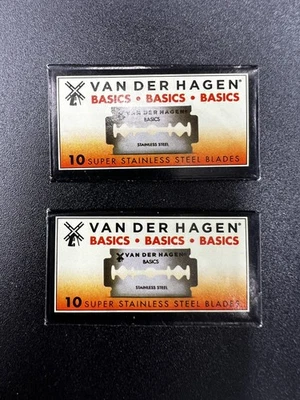 VAN DER HAGEN®
BASICS • BASICS • BASICS
VAN DER HAGEN
BASICS
STAINLESS STEEL
10 SUPER STAINLESS STEEL BLADES
VAN DER HAGEN®
BASICS • BASICS • BASICS
VAN DER HAGEN
BASICS
STAINLESS STEEL
10 SUPER STAINLESS STEEL BLADES